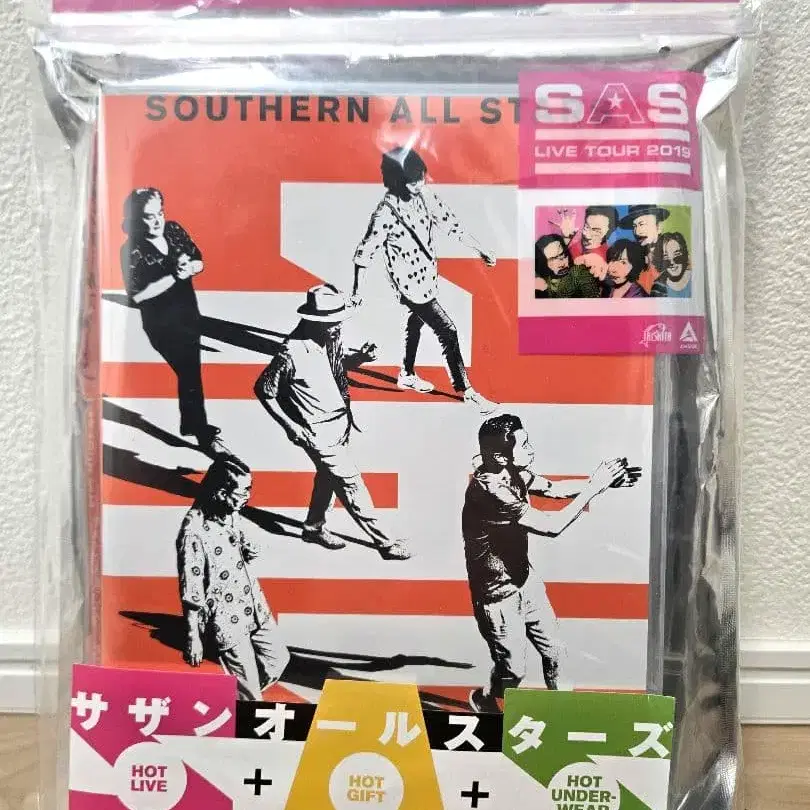 SOUTHERN ALL ST
SAS
LIVE TOUR 2019
サザンオールスターズ
HOT
LIVE
+
HOT
GIFT
+
HOT
UNDER-
WEAR